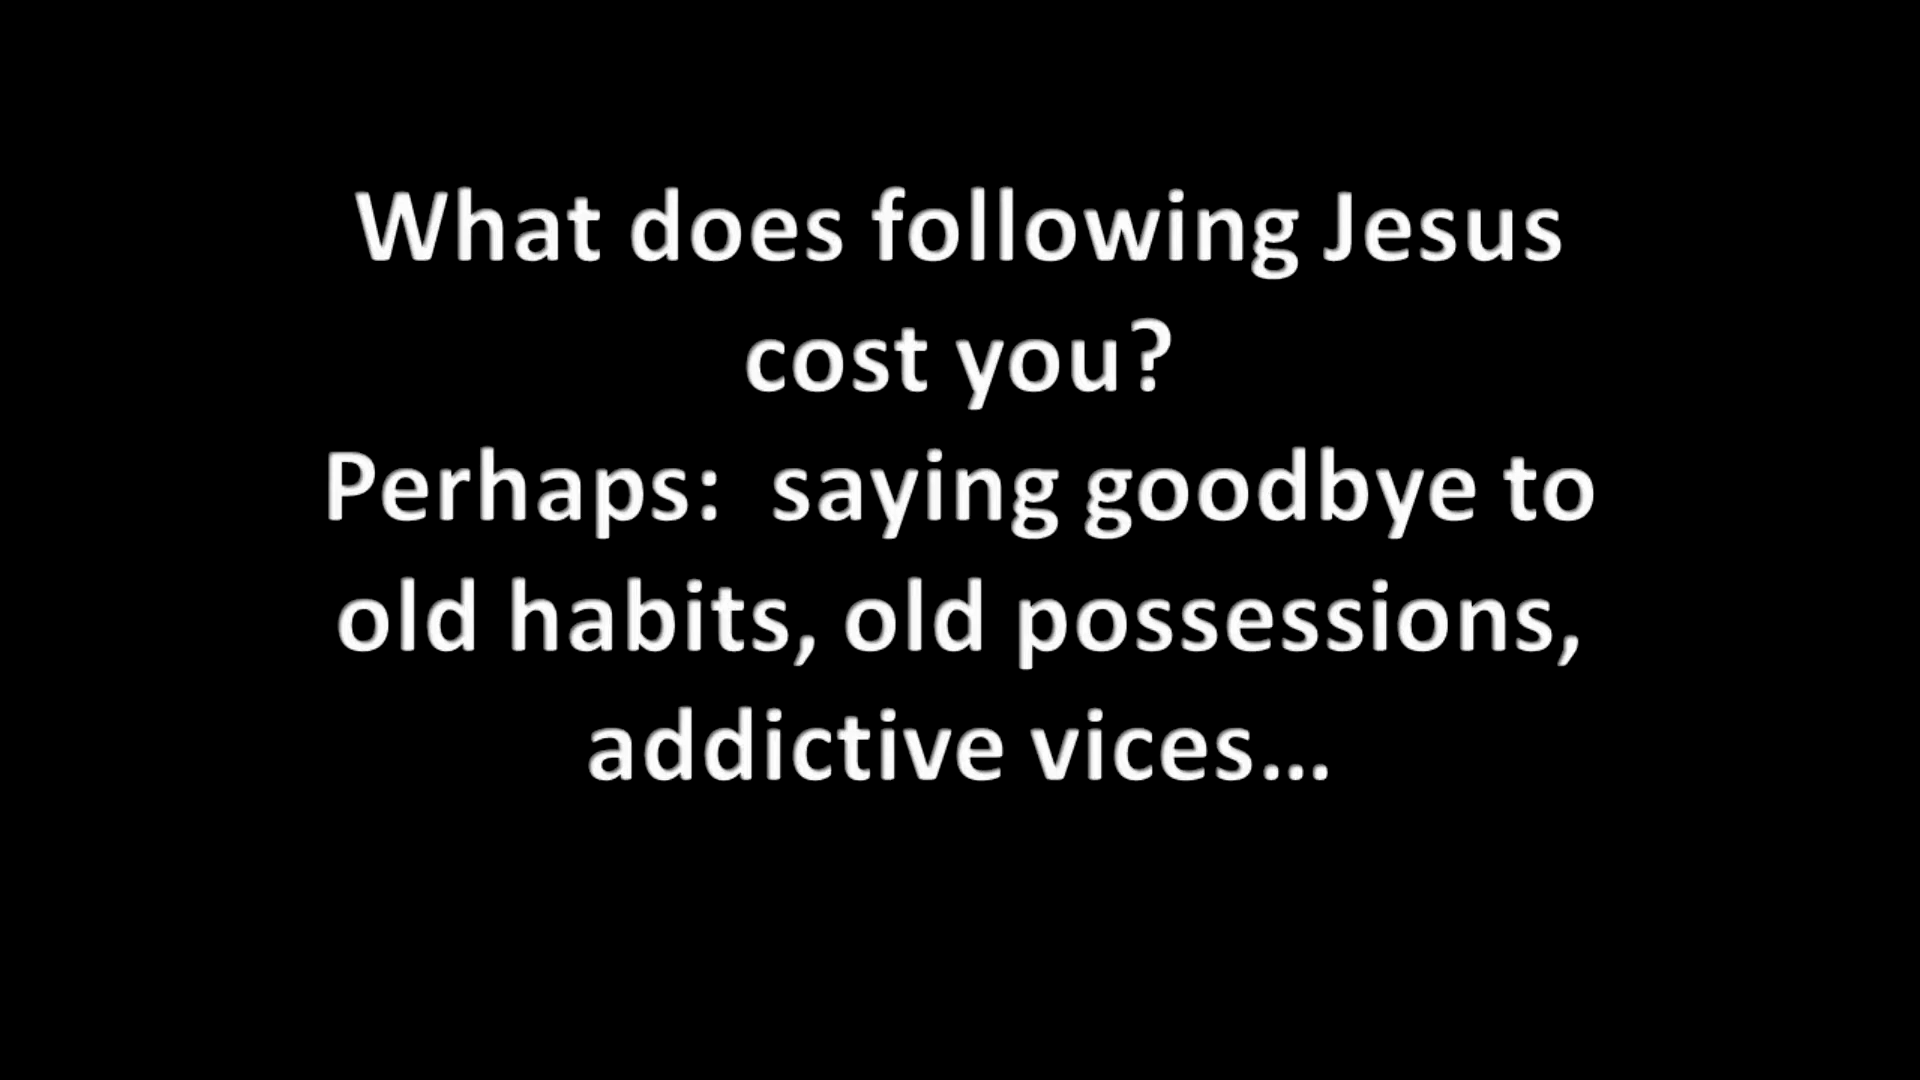 What does following Jesus
cost you?
Perhaps:  saying goodbye to
old habits, old possessions,
addictive vices…